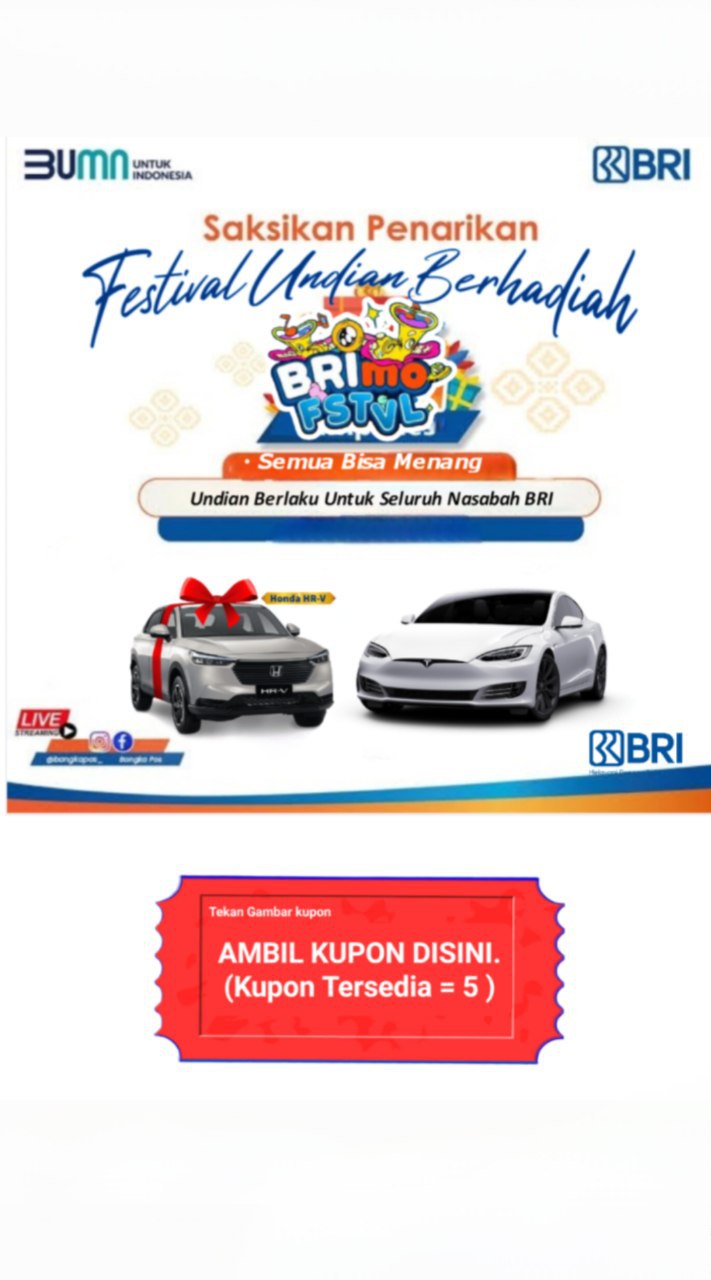 BUMN UNTUK
INDONESIA
BRI
Saksikan Penarikan
Festival Undian Berhadiah
BRImo
FSTVL
· Semua Bisa Menang
Undian Berlaku Untuk Seluruh Nasabah BRI
Honda HR-V
HR-V
LIVE
STREAMING
@bangkapos_ Bangka Pos
BRI
Tekan Gambar kupon
AMBIL KUPON DISINI.
(Kupon Tersedia = 5 )